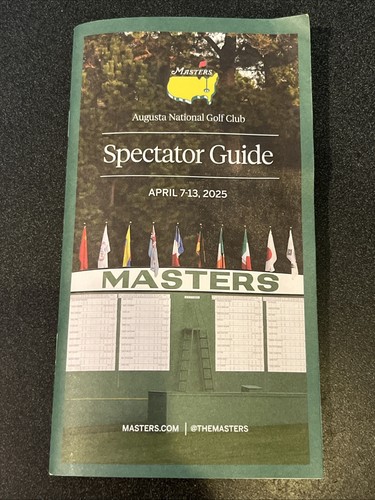 MASTERS
Augusta National Golf Club
Spectator Guide
APRIL 7-13, 2025
MASTERS
MASTERS.COM | @THEMASTERS